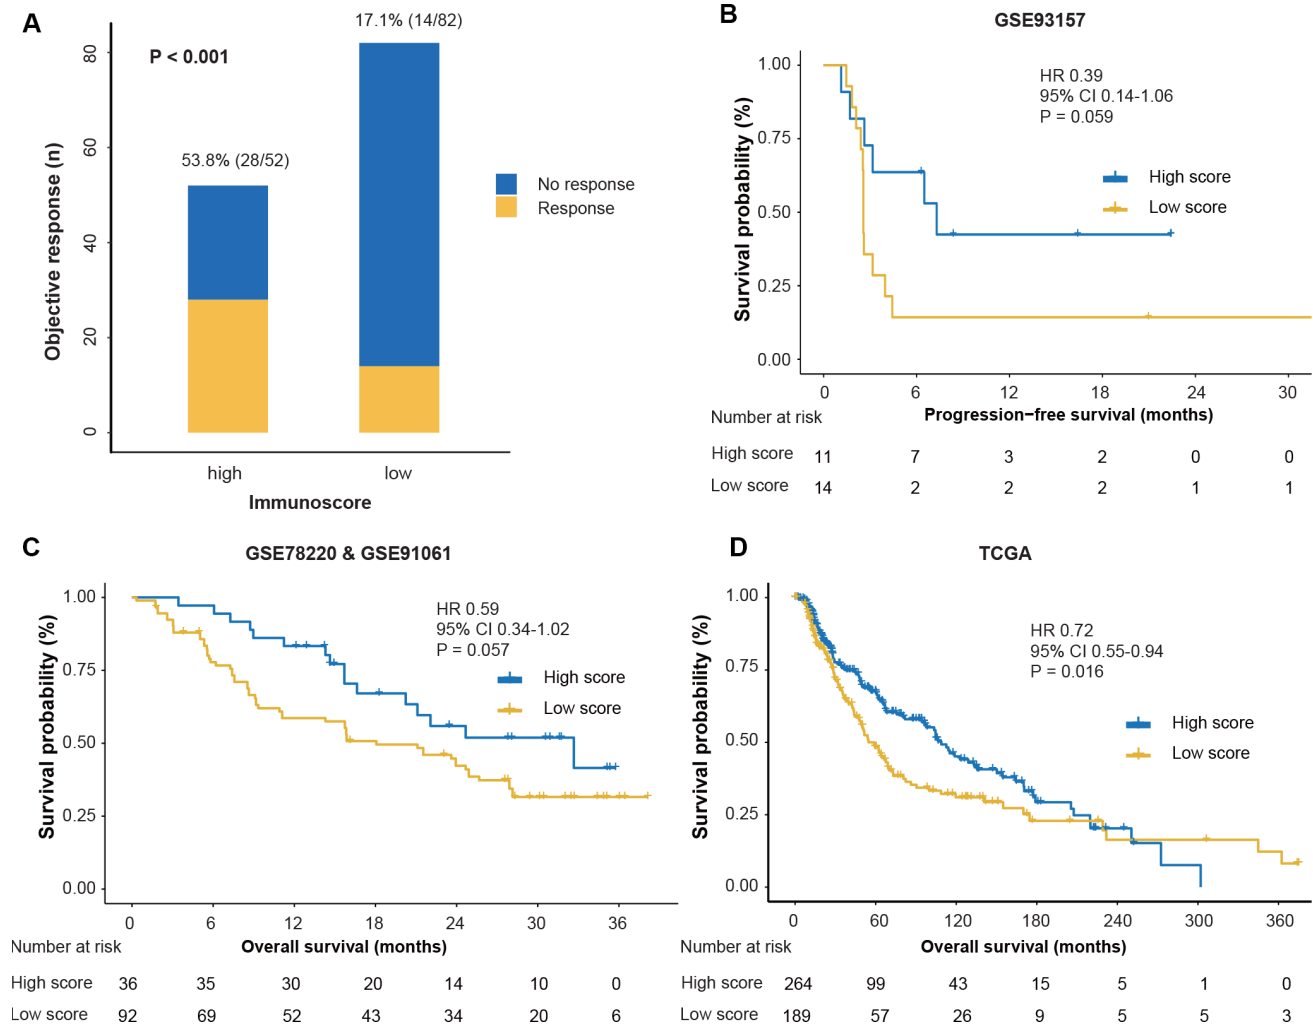 A
P < 0.001
17.1% (14/82)
53.8% (28/52)
Objective response (n)
80
60
40
20
0
high
low
Immunoscore
No response
Response
B
GSE93157
HR 0.39
95% CI 0.14-1.06
P = 0.059
High score
Low score
Survival probability (%)
1.00
0.75
0.50
0.25
0.00
0 6 12 18 24 30
Progression−free survival (months)
Number at risk
High score 11 7 3 2 0 0
Low score 14 2 2 2 1 1
C
GSE78220 & GSE91061
HR 0.59
95% CI 0.34-1.02
P = 0.057
High score
Low score
Survival probability (%)
1.00
0.75
0.50
0.25
0.00
0 6 12 18 24 30 36
Overall survival (months)
Number at risk
High score 36 35 30 20 14 10 0
Low score 92 69 52 43 34 20 6
D
TCGA
HR 0.72
95% CI 0.55-0.94
P = 0.016
High score
Low score
Survival probability (%)
1.00
0.75
0.50
0.25
0.00
0 60 120 180 240 300 360
Overall survival (months)
Number at risk
High score 264 99 43 15 5 1 0
Low score 189 57 26 9 5 5 3